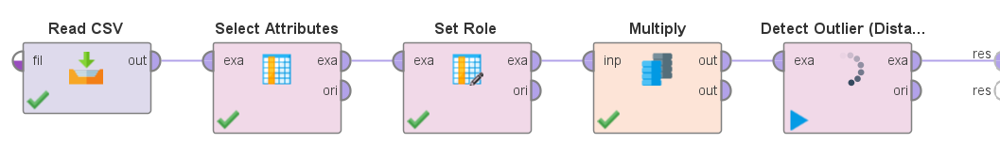 Read CSV
fil out
Select Attributes
exa exa
ori
Set Role
exa exa
ori
Multiply
inp out
out
Detect Outlier (Dista...
exa exa
ori
res
res